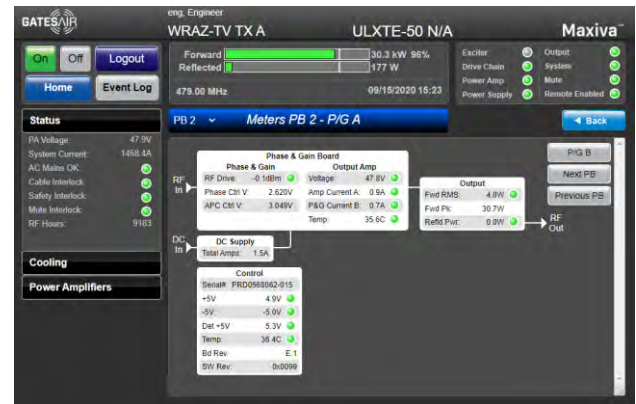 GATESAIR
eng, Engineer
WRAZ-TV TX A
ULXTE-50 N/A
Maxiva
On
Off
Logout
Home
Event Log
Forward
30.3 kW 96%
Reflected
177 W
479.00 MHz
09/15/2020 15:23
Exciter
Drive Chain
Power Amp
Power Supply
Output
System
Mute
Remote Enabled
Status
PB 2
Meters PB 2 - P/G A
Back
PA Voltage: 47.9V
System Current: 1458.4A
AC Mains OK:
Cable Interlock:
Safety Interlock:
Mute Interlock:
RF Hours: 9183
Cooling
Power Amplifiers
Phase & Gain Board
Phase & Gain
Output Amp
RF In
RF Drive: -0.1dBm
Voltage: 47.8V
Phase Ctrl V: 2.620V
Amp Current A: 0.9A
APC Ctrl V: 3.049V
P&G Current B: 0.7A
Temp: 35.6C
Output
Fwd RMS: 4.0W
Fwd Pk: 30.7W
Refld Pwr: 0.0W
RF Out
P/G B
Next PB
Previous PB
DC In
DC Supply
Total Amps: 1.5A
Control
Serial#: PRD0568062-015
+5V 4.9V
-5V: -5.0V
Det +5V 5.3V
Temp: 36.4C
Bd Rev E.1
SW Rev: 0x0099